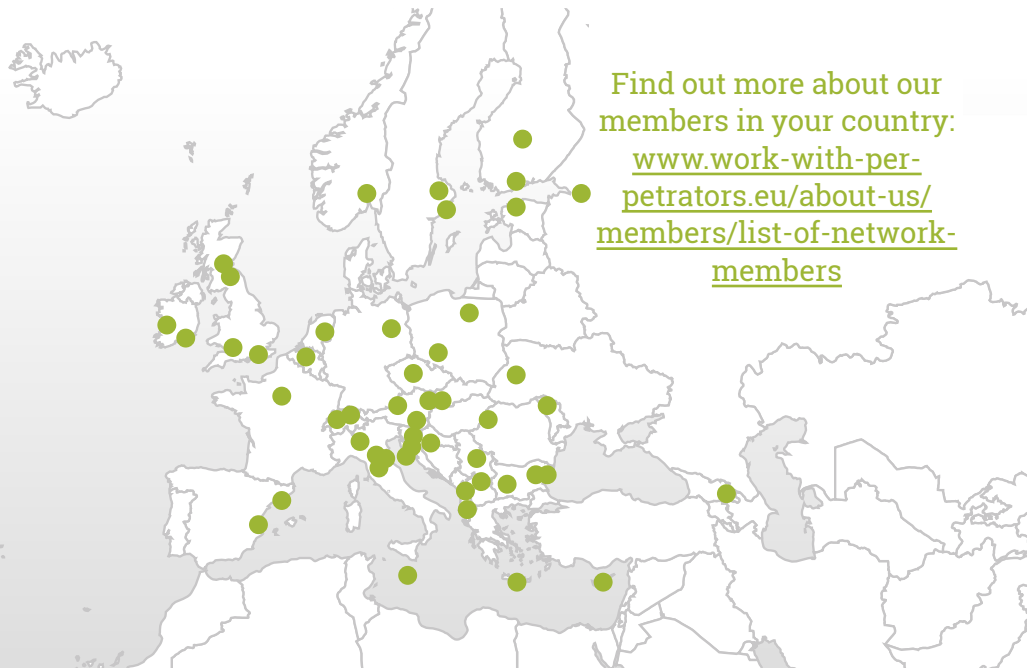 Find out more about our
members in your country:
www.work-with-per-
petrators.eu/about-us/
members/list-of-network-
members